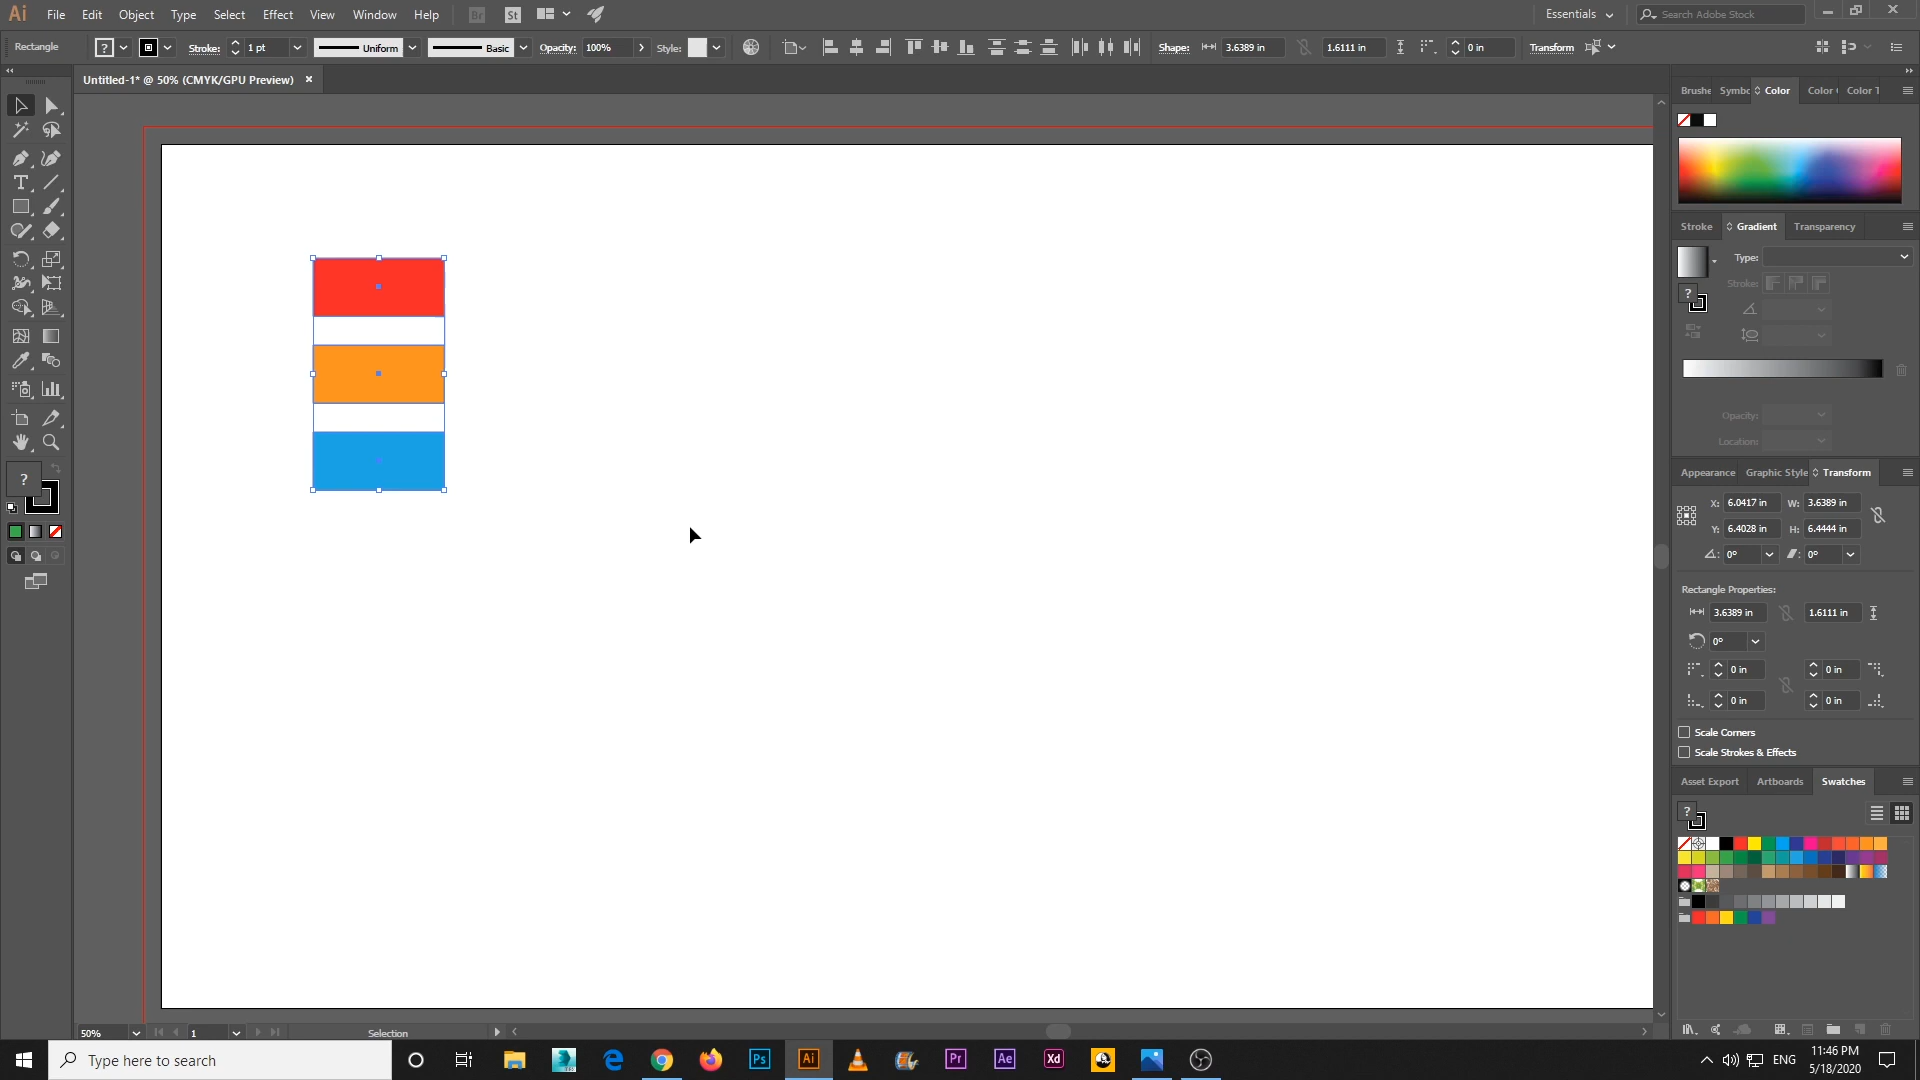 Ai File Edit Object Type Select Effect View Window Help Br St Essentials Search Adobe Stock
Rectangle ? Stroke: 1 pt Uniform Basic Opacity: 100% Style: Shape: 3.6389 in 1.6111 in 0 in Transform
Untitled-1* @ 50% (CMYK/GPU Preview)
Color
Stroke Gradient Transparency
Type:
Stroke:
?
Opacity:
Location:
Appearance Graphic Style Transform
X: 6.0417 in W: 3.6389 in
Y: 6.4028 in H: 6.4444 in
0° 0°
Rectangle Properties:
3.6389 in 1.6111 in
0°
0 in 0 in
0 in 0 in
Scale Corners
Scale Strokes & Effects
Asset Export Artboards Swatches
?
?
50% 1 Selection
Type here to search Ps Ai Pr Ae Xd ENG 11:46 PM
5/18/2020